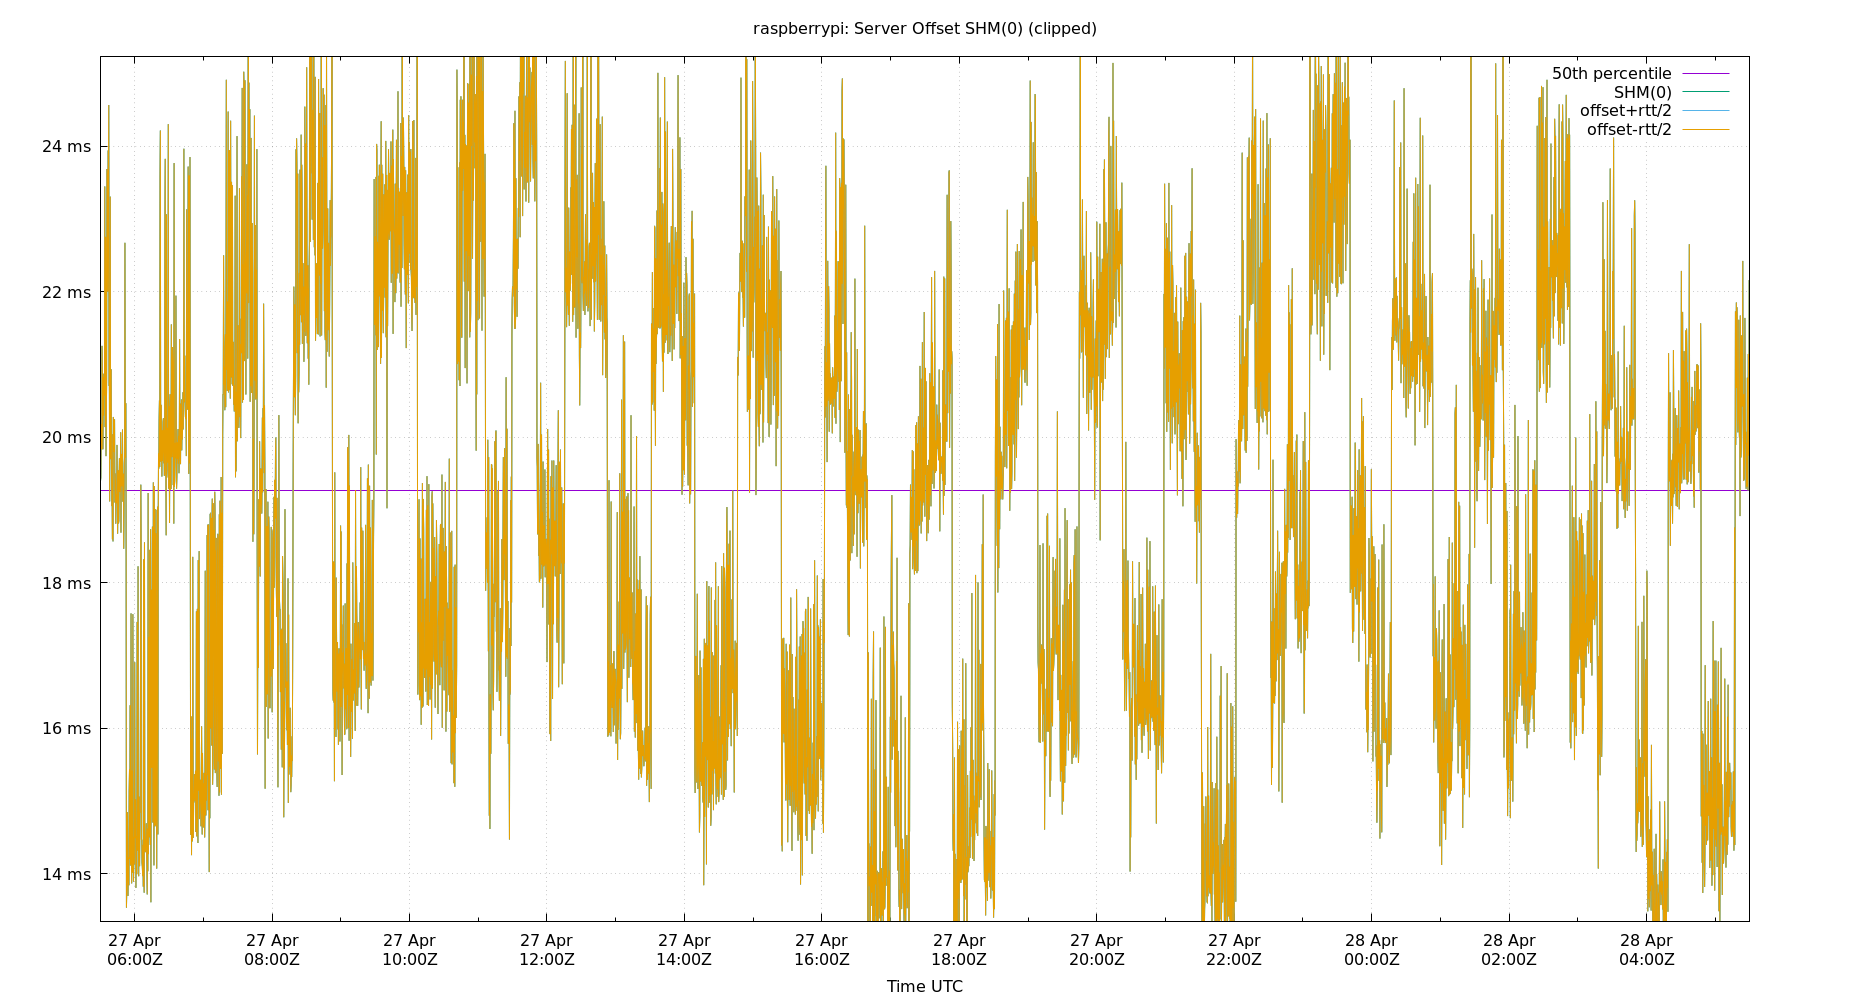 raspberrypi: Server Offset SHM(0) (clipped)
50th percentile
SHM(0)
offset+rtt/2
offset-rtt/2
24 ms
22 ms
20 ms
18 ms
16 ms
14 ms
27 Apr 27 Apr 27 Apr 27 Apr 27 Apr 27 Apr 27 Apr 27 Apr 27 Apr 28 Apr 28 Apr 28 Apr
06:00Z 08:00Z 10:00Z 12:00Z 14:00Z 16:00Z 18:00Z 20:00Z 22:00Z 00:00Z 02:00Z 04:00Z
Time UTC